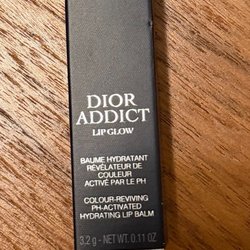 DIOR
ADDICT
LIP GLOW
BAUME HYDRATANT
RÉVÉLATEUR DE
COULEUR
ACTIVÉ PAR LE PH
COLOUR-REVIVING
PH-ACTIVATED
HYDRATING LIP BALM
3,2 g - NET WT. 0.11 OZ.